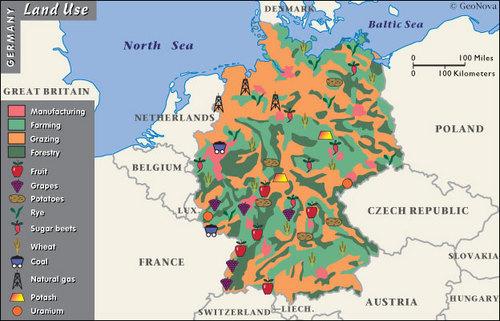 GERMANY
Land Use
© GeoNova
DENMARK
Baltic Sea
North Sea
0 100 Miles
0 100 Kilometers
GREAT BRITAIN
NETHERLANDS
POLAND
BELGIUM
LUX.
CZECH REPUBLIC
FRANCE
SLOVAKIA
SWITZERLAND
LIECH.
AUSTRIA
HUNGARY
Manufacturing
Farming
Grazing
Forestry
Fruit
Grapes
Potatoes
Rye
Sugar beets
Wheat
Coal
Natural gas
Potash
Uranium